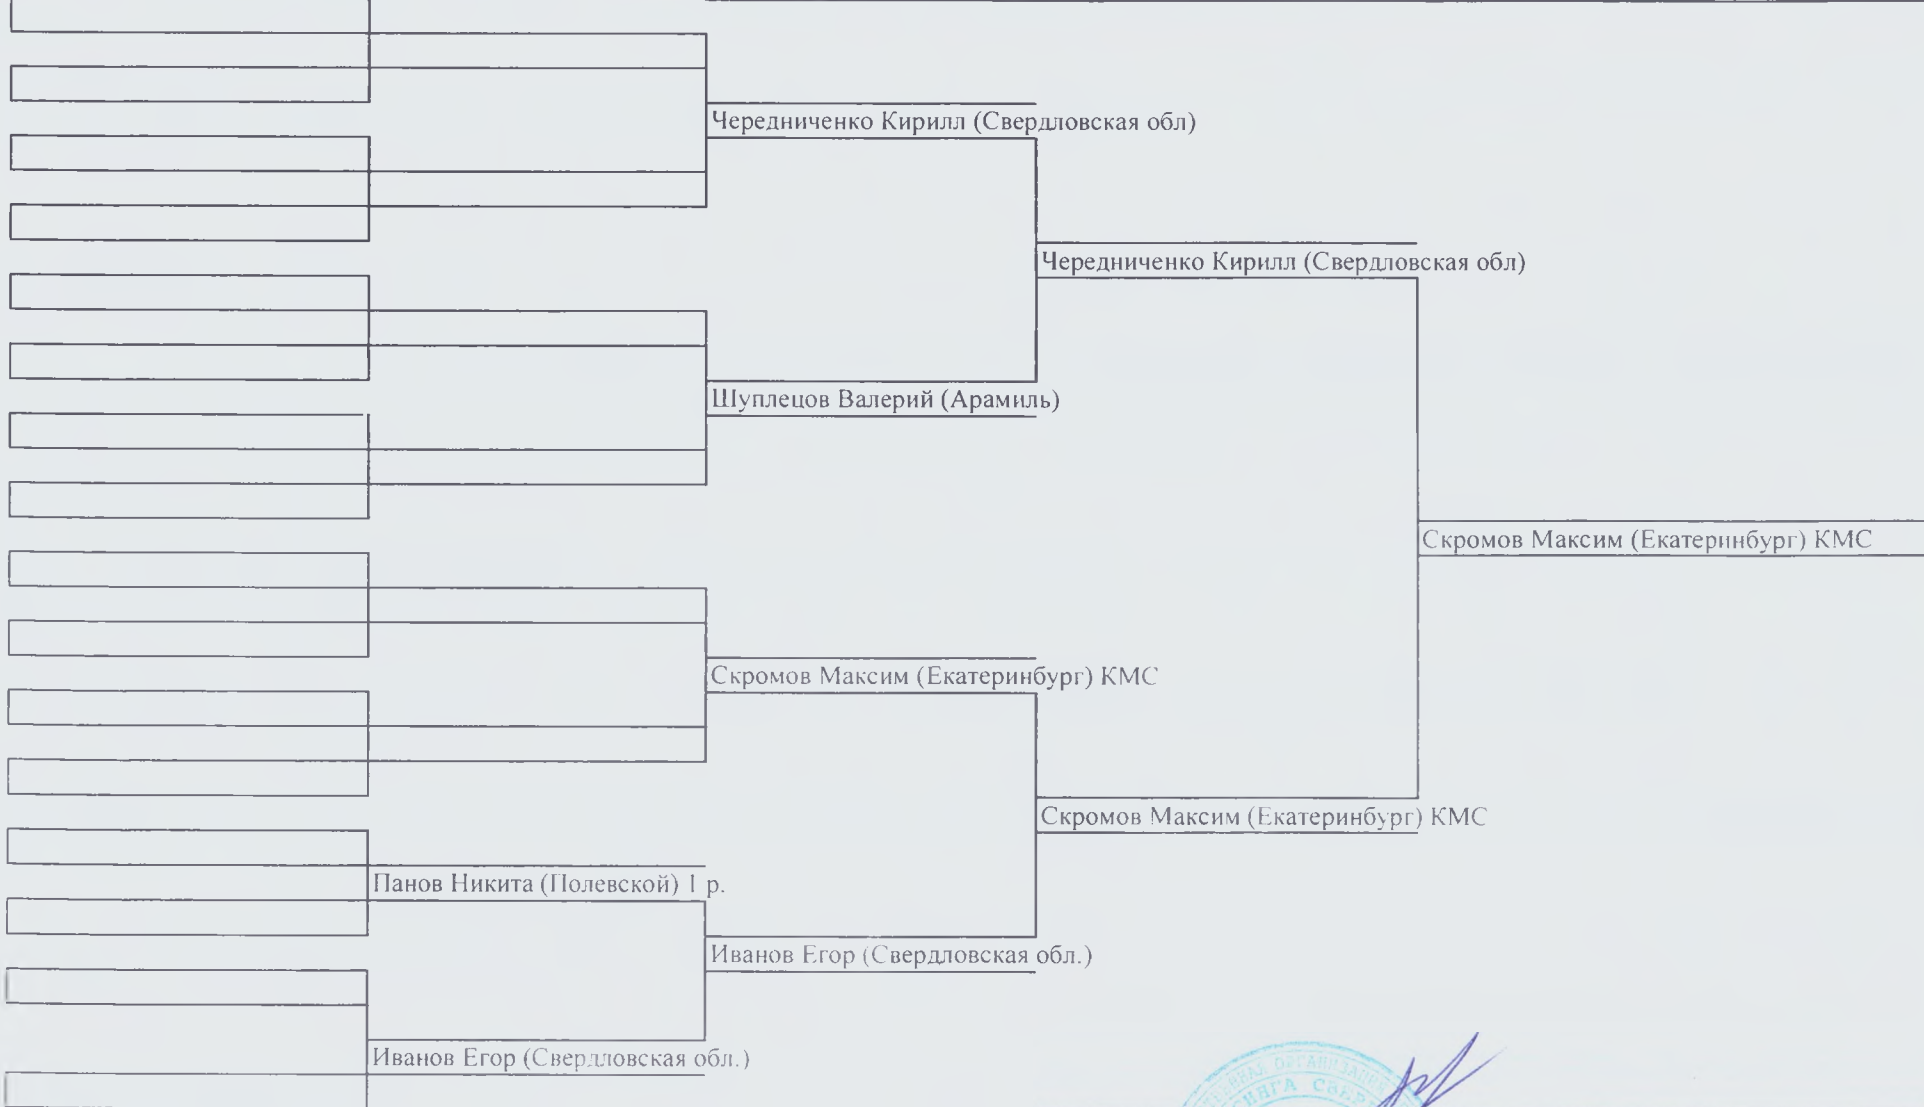 Чередниченко Кирилл (Свердловская обл)
Чередниченко Кирилл (Свердловская обл)
Шуплецов Валерий (Арамиль)
Скромов Максим (Екатеринбург) КМС
Скромов Максим (Екатеринбург) КМС
Скромов Максим (Екатеринбург) КМС
Панов Никита (Полевской) 1 р.
Иванов Егор (Свердловская обл.)
Иванов Егор (Свердловская обл.)